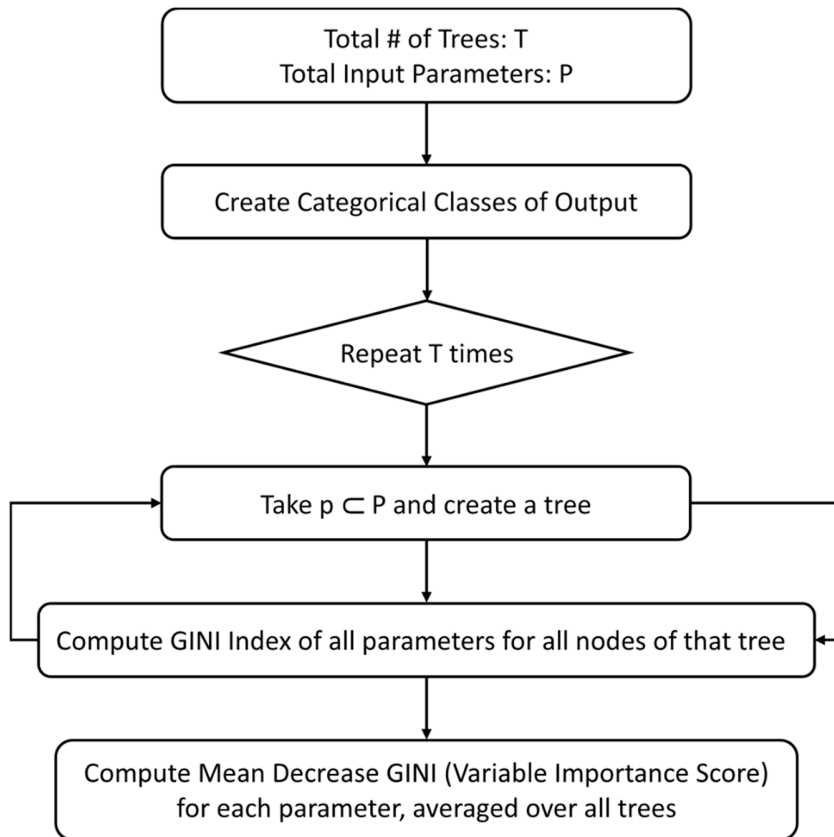 Total # of Trees: T
Total Input Parameters: P
Create Categorical Classes of Output
Repeat T times
Take p ⊂ P and create a tree
Compute GINI Index of all parameters for all nodes of that tree
Compute Mean Decrease GINI (Variable Importance Score)
for each parameter, averaged over all trees